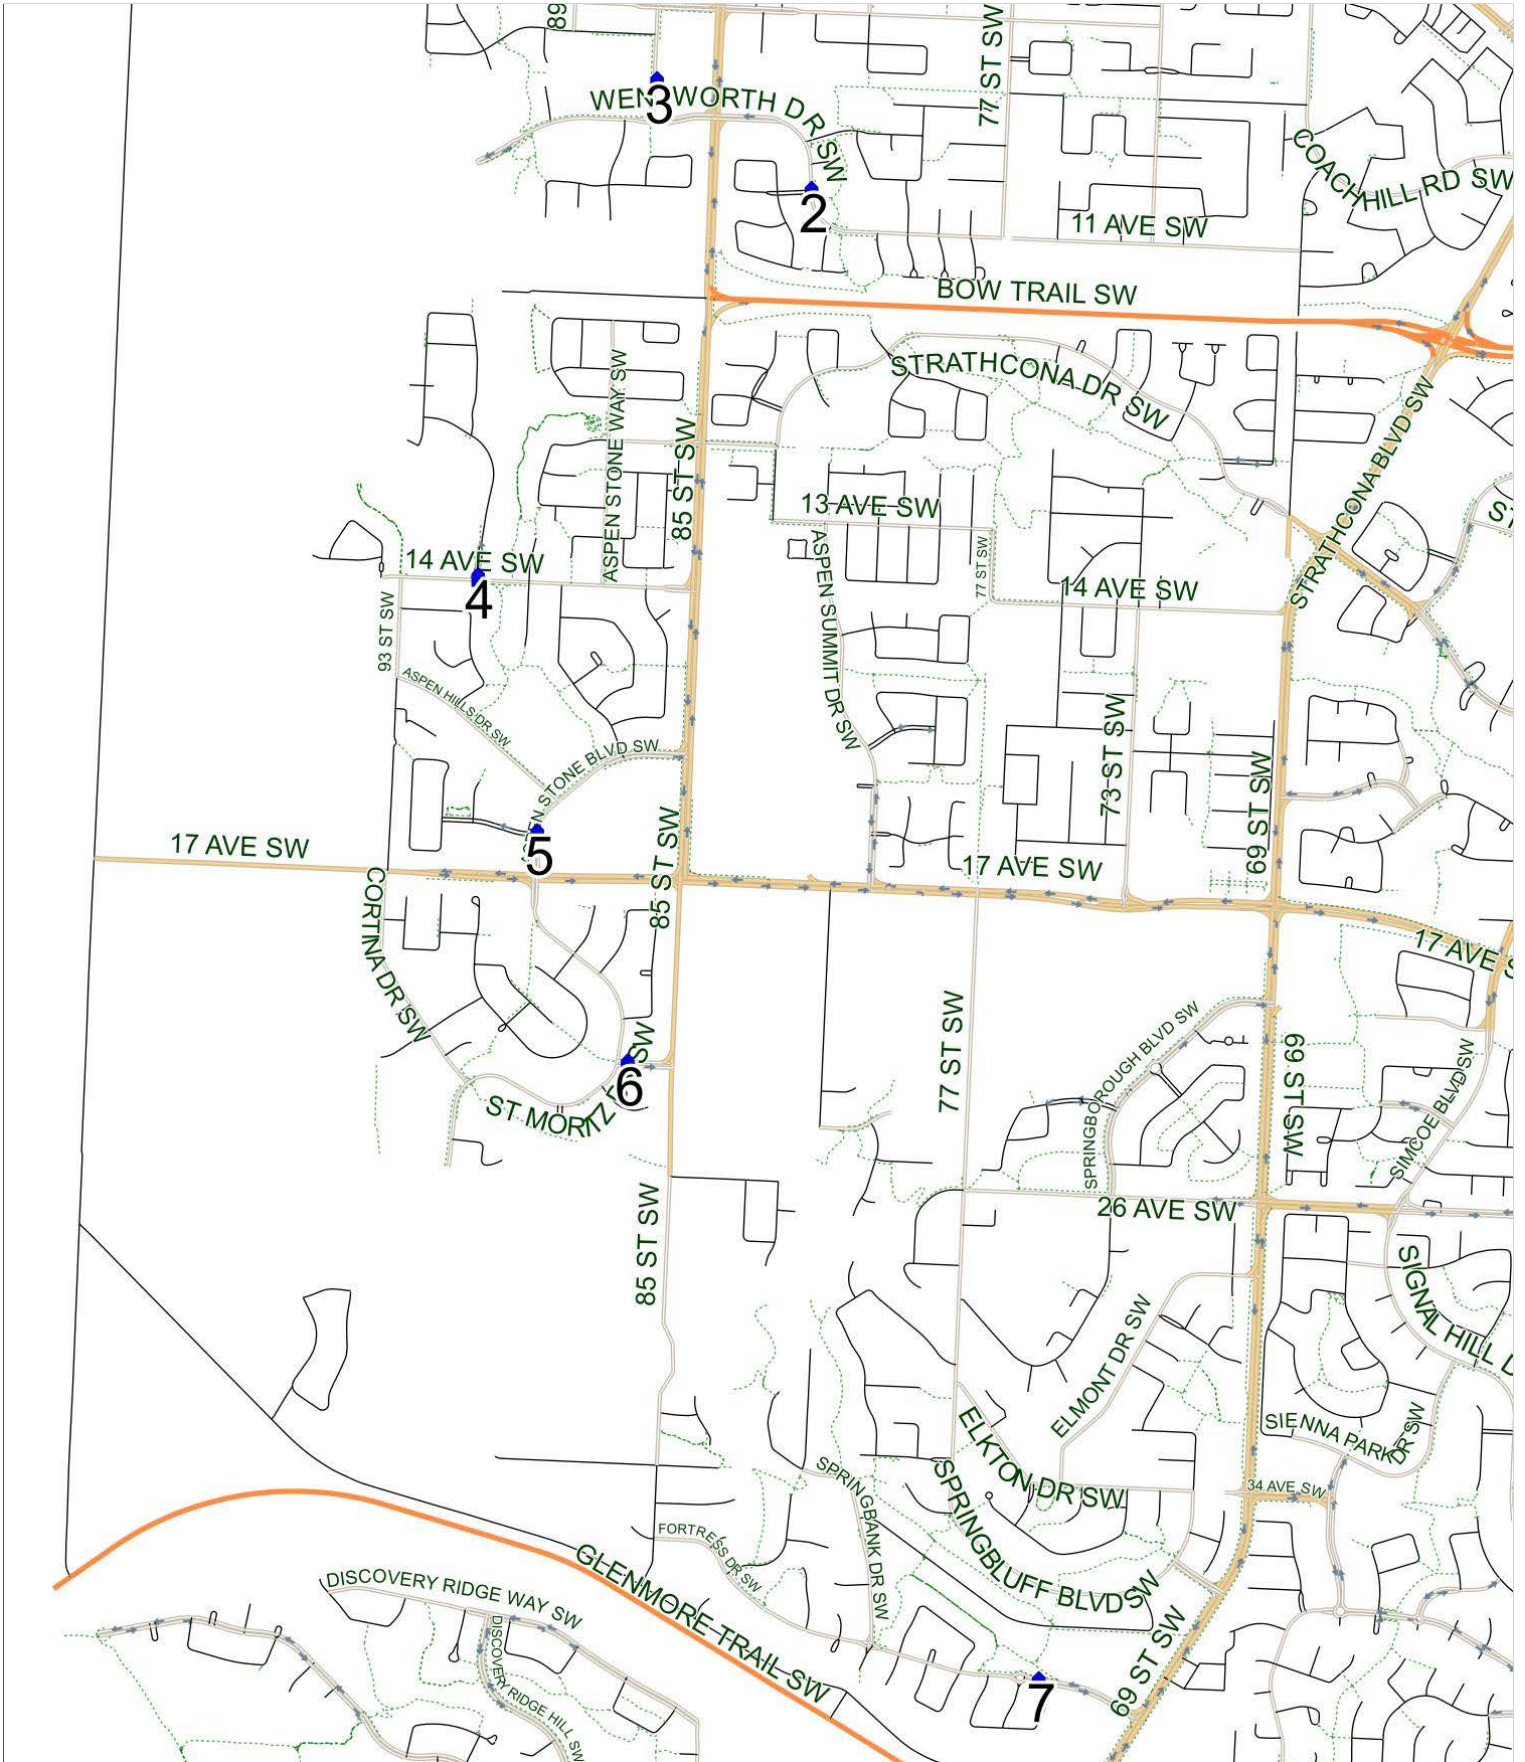 89
77 ST SW
WENTWORTH DR SW
3
COACH HILL RD SW
2
11 AVE SW
BOW TRAIL SW
STRATHCONA DR SW
ASPEN STONE WAY SW
85 ST SW
STRATHCONA BLVD SW
13 AVE SW
ST
14 AVE SW
4
ASPEN SUMMIT DR SW
77 ST SW
14 AVE SW
93 ST SW
ASPEN HILLS DR SW
EN STONE BLVD SW
73 ST SW
69 ST SW
17 AVE SW
5
85 ST SW
17 AVE SW
CORTINA DR SW
17 AVE S
77 ST SW
SPRINGBOROUGH BLVD SW
69 ST SW
SIMCOE BLVD SW
ST MORITZ
SW
6
85 ST SW
26 AVE SW
SIGNAL HILL D
ELMONT DR SW
ELKTON DR SW
SIENNA PARK DR SW
SPRINGBANK DR SW
SPRINGBLUFF BLVD SW
34 AVE SW
FORTRESS DR SW
GLENMORE TRAIL SW
DISCOVERY RIDGE WAY SW
DISCOVERY RIDGE HILL SW
69 ST SW
7